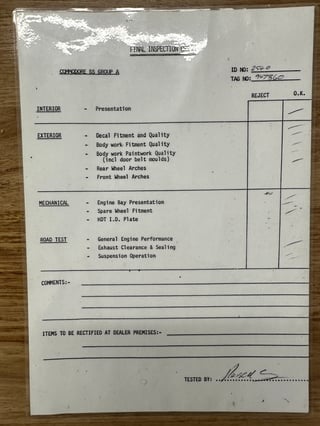 FINAL INSPECTION
COMMODORE SS GROUP A
ID NO:
TAG NO:
REJECT O.K.
INTERIOR - Presentation
EXTERIOR - Decal Fitment and Quality
- Body work Fitment Quality
- Body work Paintwork Quality
(incl door belt moulds)
- Rear Wheel Arches
- Front Wheel Arches
MECHANICAL - Engine Bay Presentation
- Spare Wheel Fitment
- HDT I.D. Plate
ROAD TEST - General Engine Performance
- Exhaust Clearance & Sealing
- Suspension Operation
COMMENTS:-
ITEMS TO BE RECTIFIED AT DEALER PREMISES:-
TESTED BY: